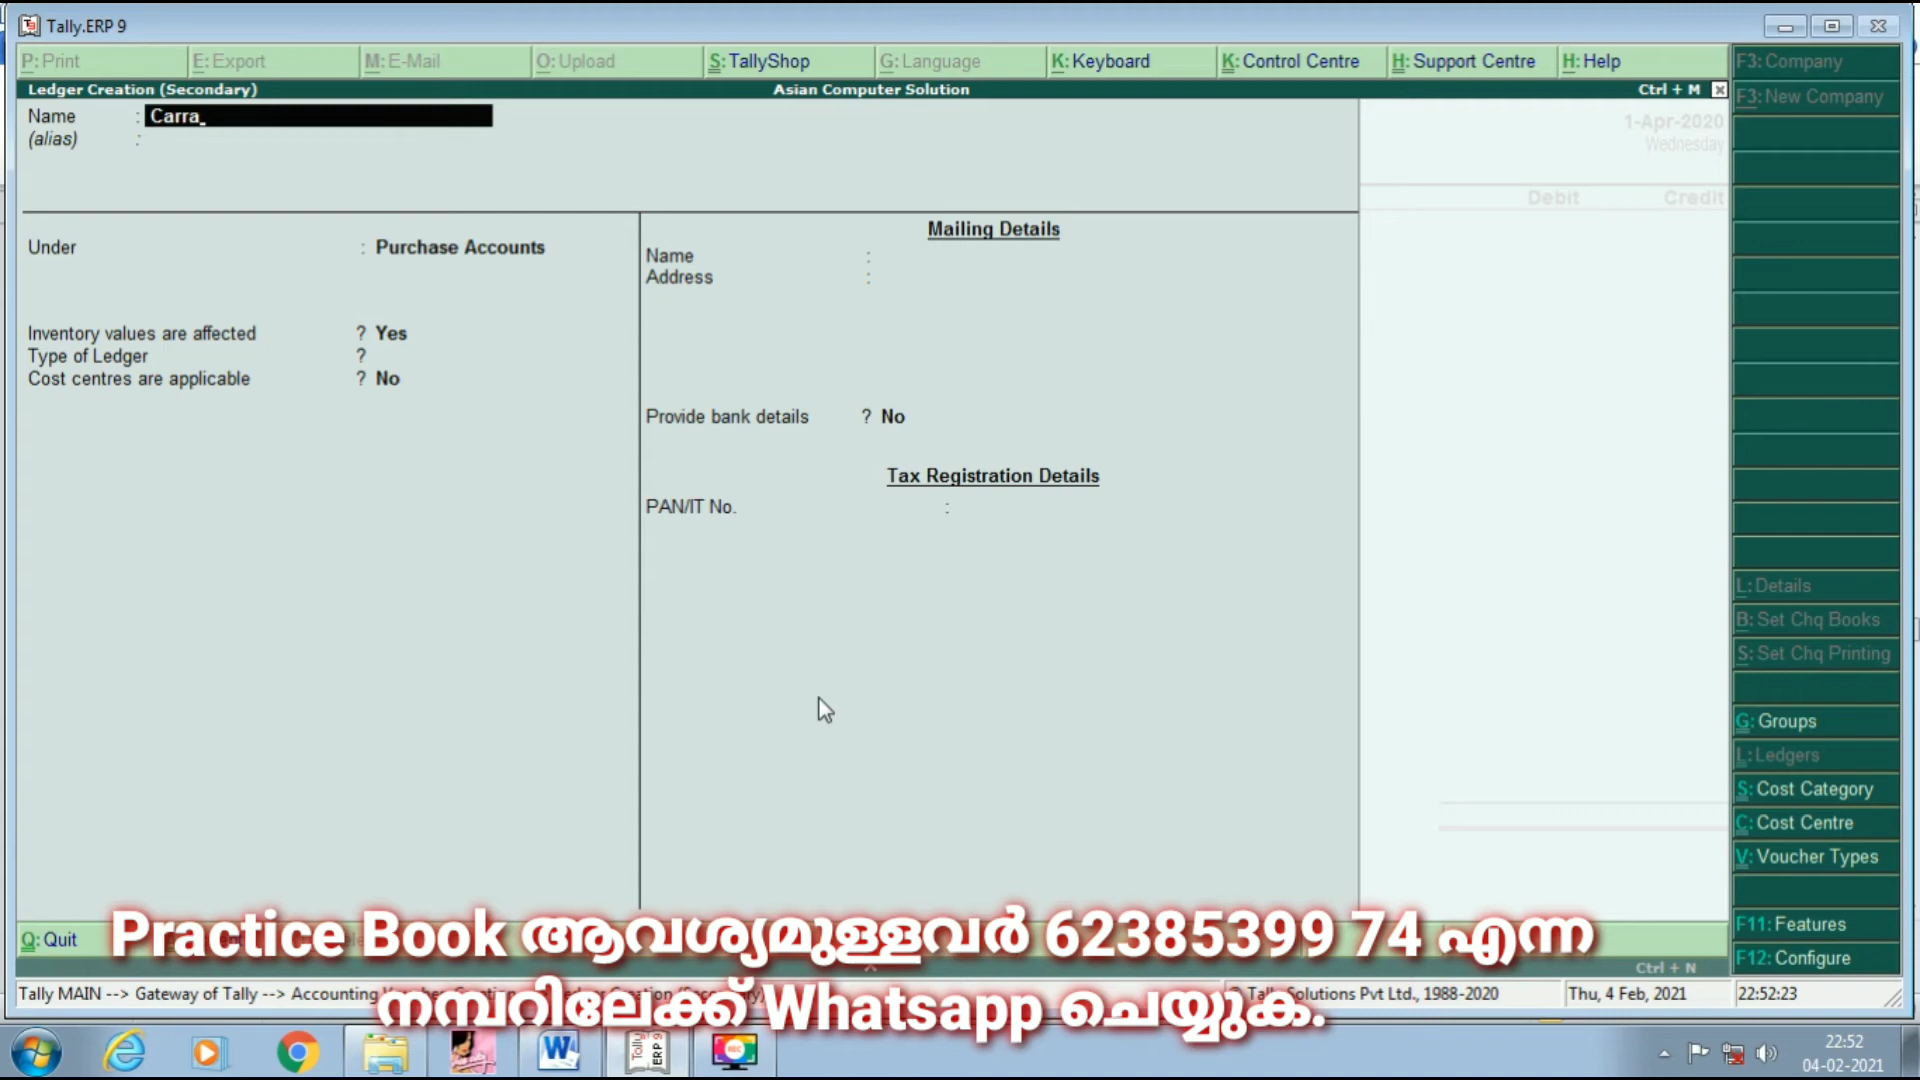 Tally.ERP 9
P: Print E: Export M: E-Mail O: Upload S: TallyShop G: Language K: Keyboard K: Control Centre H: Support Centre H: Help
Ledger Creation (Secondary) Asian Computer Solution Ctrl + M
Name : Carra_
(alias) :
Under : Purchase Accounts
Inventory values are affected ? Yes
Type of Ledger ?
Cost centres are applicable ? No
Mailing Details
Name :
Address :
Provide bank details ? No
Tax Registration Details
PAN/IT No. :
1-Apr-2020
Wednesday
Debit Credit
F3: Company
F3: New Company
L: Details
B: Set Chq Books
S: Set Chq Printing
G: Groups
L: Ledgers
S: Cost Category
C: Cost Centre
V: Voucher Types
F11: Features
F12: Configure
Q: Quit
Practice Book ആവശ്യമുള്ളവർ 62385399 74 എന്ന
നമ്പറിലേക്ക് Whatsapp ചെയ്യുക.
Ctrl + N
Tally MAIN --> Gateway of Tally --> Accounting
Tally Solutions Pvt Ltd., 1988-2020 Thu, 4 Feb, 2021 22:52:23
Tally ERP 9
REC
22:52
04-02-2021